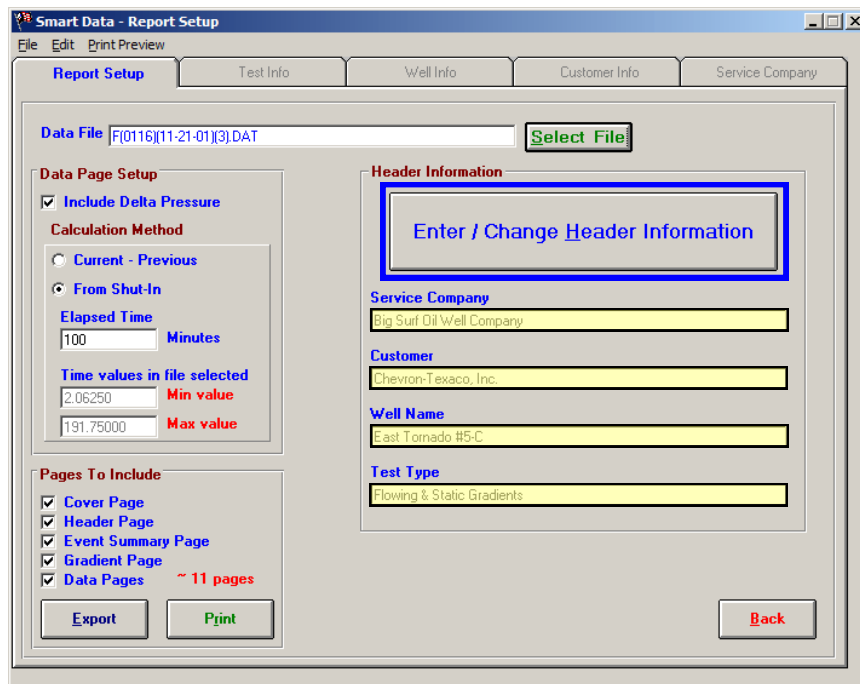 Smart Data - Report Setup
File Edit Print Preview
Report Setup Test Info Well Info Customer Info Service Company
Data File F(0116)(11-21-01)(3).DAT Select File
Data Page Setup
Include Delta Pressure
Calculation Method
Current - Previous
From Shut-In
Elapsed Time
100 Minutes
Time values in file selected
2.06250 Min value
191.75000 Max value
Pages To Include
Cover Page
Header Page
Event Summary Page
Gradient Page
Data Pages ~ 11 pages
Export Print
Header Information
Enter / Change Header Information
Service Company
Big Surf Oil Well Company
Customer
Chevron-Texaco, Inc.
Well Name
East Tornado #5-C
Test Type
Flowing & Static Gradients
Back